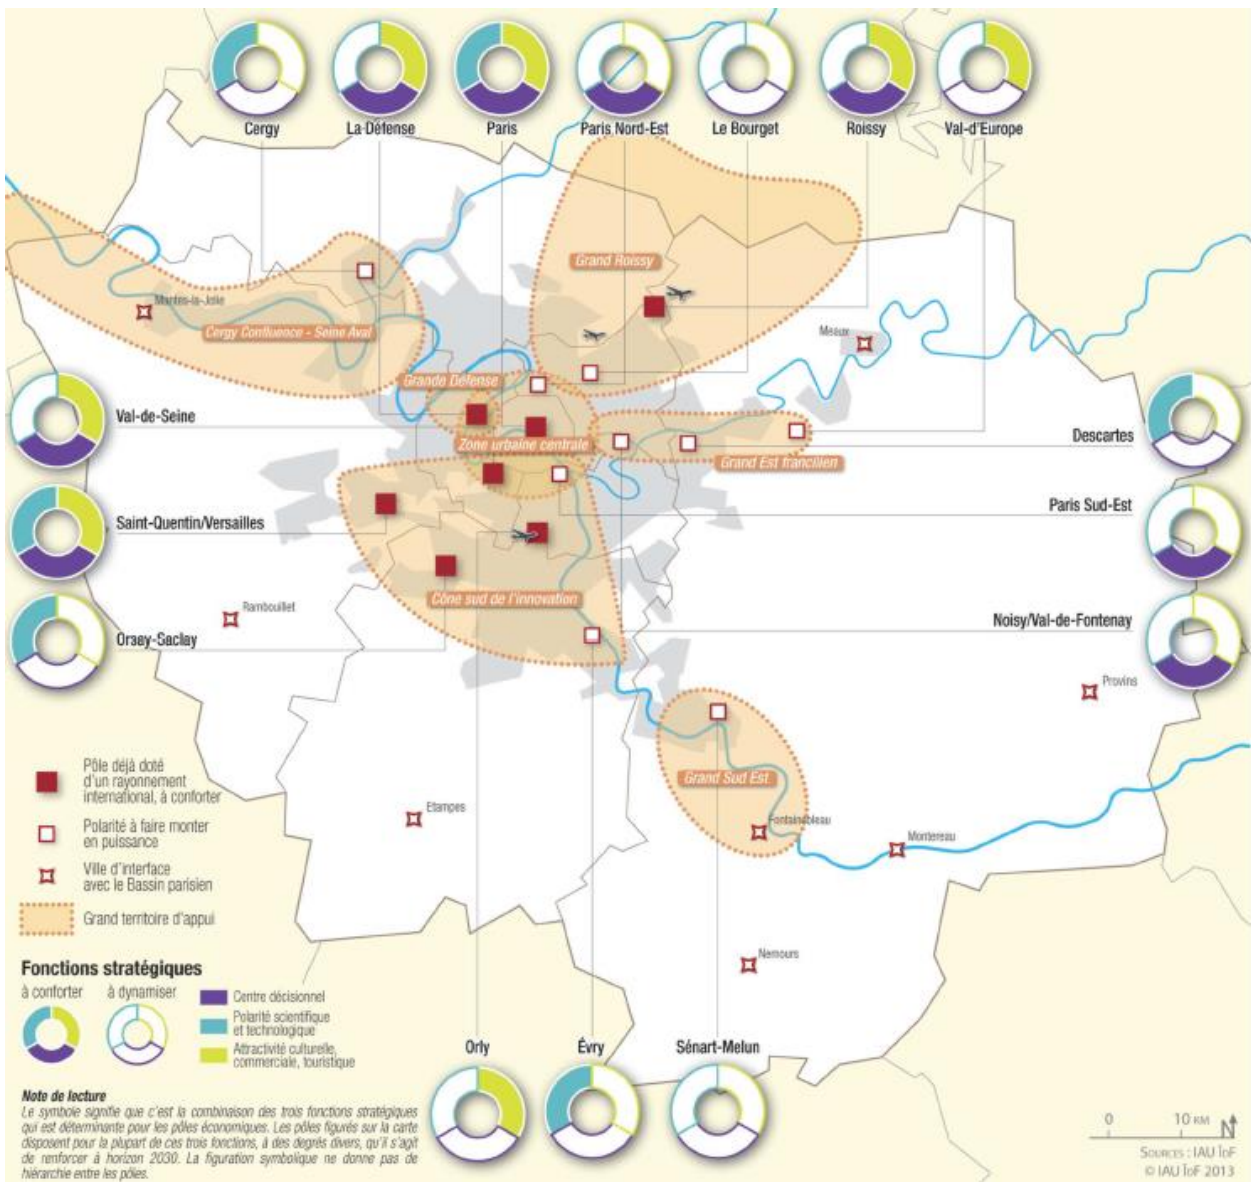 Cergy
La Défense
Paris
Paris Nord-Est
Le Bourget
Roissy
Val-d'Europe
Grand Roissy
Mantes-la-Jolie
Cergy Confluence - Seine Aval
Meaux
Grande Défense
Val-de-Seine
Zone urbaine centrale
Descartes
Grand Est francilien
Paris Sud-Est
Saint-Quentin/Versailles
Cône sud de l'innovation
Rambouillet
Noisy/Val-de-Fontenay
Orsay-Saclay
Provins
Grand Sud Est
Etampes
Fontainebleau
Montereau
Nemours
Pôle déjà doté
d'un rayonnement
international, à conforter
Polarité à faire monter
en puissance
Ville d'interface
avec le Bassin parisien
Grand territoire d'appui
Fonctions stratégiques
à conforter
à dynamiser
Centre décisionnel
Polarité scientifique
et technologique
Attractivité culturelle,
commerciale, touristique
Orly
Évry
Sénart-Melun
Note de lecture
Le symbole signifie que c'est la combinaison des trois fonctions stratégiques
qui est déterminante pour les pôles économiques. Les pôles figurés sur la carte
disposent pour la plupart de ces trois fonctions, à des degrés divers, qu'il s'agit
de renforcer à horizon 2030. La figuration symbolique ne donne pas de
hiérarchie entre les pôles.
0 10 KM
N
SOURCES : IAU îdF
© IAU îdF 2013